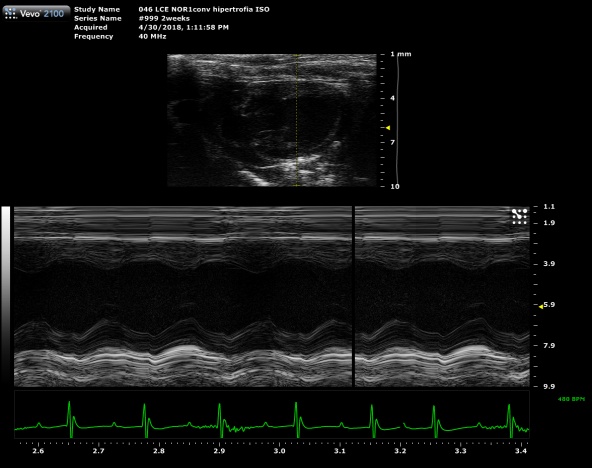 Vevo 2100
Study Name 046 LCE NOR1conv hipertrofia ISO
Series Name #999 2weeks
Acquired 4/30/2018, 1:11:58 PM
Frequency 40 MHz
1 mm
4
7
10
1.1
1.9
3.9
5.9
7.9
9.9
480 BPM
2.6 2.7 2.8 2.9 3.0 3.1 3.2 3.3 3.4